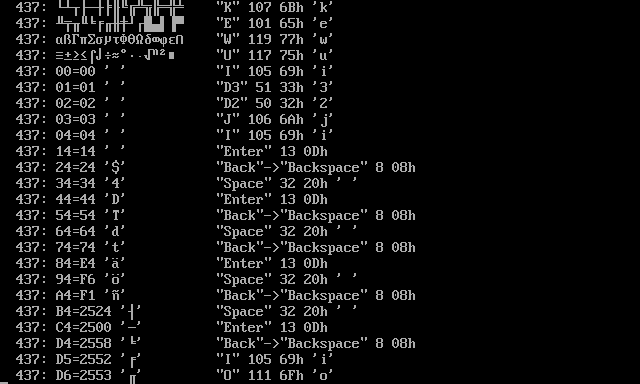 437: └┴┬├─┼╞╟╚╔╩╦╠═╬╧ "K" 107 6Bh 'k'
437: ╨╤╥╙╘╒╓╫╪┘┌█▄▌▐▀ "E" 101 65h 'e'
437: αßΓπΣσµτΦΘΩδ∞φε∩ "W" 119 77h 'w'
437: ≡±≥≤⌠⌡÷≈°∙·√ⁿ²■ "U" 117 75h 'u'
437: 00=00 ' ' "I" 105 69h 'i'
437: 01=01 ' ' "D3" 51 33h '3'
437: 02=02 ' ' "D2" 50 32h '2'
437: 03=03 ' ' "J" 106 6Ah 'j'
437: 04=04 ' ' "I" 105 69h 'i'
437: 14=14 ' ' "Enter" 13 0Dh
437: 24=24 '$' "Back"->"Backspace" 8 08h
437: 34=34 '4' "Space" 32 20h ' '
437: 44=44 'D' "Enter" 13 0Dh
437: 54=54 'T' "Back"->"Backspace" 8 08h
437: 64=64 'd' "Space" 32 20h ' '
437: 74=74 't' "Back"->"Backspace" 8 08h
437: 84=E4 'ä' "Enter" 13 0Dh
437: 94=F6 'ö' "Space" 32 20h ' '
437: A4=F1 'ñ' "Back"->"Backspace" 8 08h
437: B4=2524 '┤' "Space" 32 20h ' '
437: C4=2500 '─' "Enter" 13 0Dh
437: D4=2558 '╘' "Back"->"Backspace" 8 08h
437: D5=2552 '╒' "I" 105 69h 'i'
437: D6=2553 '╓' "O" 111 6Fh 'o'